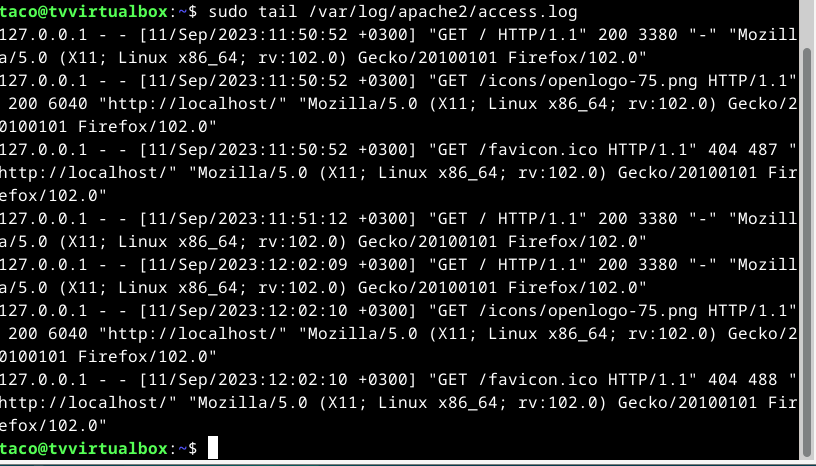 taco@tvvirtualbox:~$ sudo tail /var/log/apache2/access.log
127.0.0.1 - - [11/Sep/2023:11:50:52 +0300] "GET / HTTP/1.1" 200 3380 "-" "Mozill
a/5.0 (X11; Linux x86_64; rv:102.0) Gecko/20100101 Firefox/102.0"
127.0.0.1 - - [11/Sep/2023:11:50:52 +0300] "GET /icons/openlogo-75.png HTTP/1.1"
 200 6040 "http://localhost/" "Mozilla/5.0 (X11; Linux x86_64; rv:102.0) Gecko/2
0100101 Firefox/102.0"
127.0.0.1 - - [11/Sep/2023:11:50:52 +0300] "GET /favicon.ico HTTP/1.1" 404 487 "
http://localhost/" "Mozilla/5.0 (X11; Linux x86_64; rv:102.0) Gecko/20100101 Fir
efox/102.0"
127.0.0.1 - - [11/Sep/2023:11:51:12 +0300] "GET / HTTP/1.1" 200 3380 "-" "Mozill
a/5.0 (X11; Linux x86_64; rv:102.0) Gecko/20100101 Firefox/102.0"
127.0.0.1 - - [11/Sep/2023:12:02:09 +0300] "GET / HTTP/1.1" 200 3380 "-" "Mozill
a/5.0 (X11; Linux x86_64; rv:102.0) Gecko/20100101 Firefox/102.0"
127.0.0.1 - - [11/Sep/2023:12:02:10 +0300] "GET /icons/openlogo-75.png HTTP/1.1"
 200 6040 "http://localhost/" "Mozilla/5.0 (X11; Linux x86_64; rv:102.0) Gecko/2
0100101 Firefox/102.0"
127.0.0.1 - - [11/Sep/2023:12:02:10 +0300] "GET /favicon.ico HTTP/1.1" 404 488 "
http://localhost/" "Mozilla/5.0 (X11; Linux x86_64; rv:102.0) Gecko/20100101 Fir
efox/102.0"
taco@tvvirtualbox:~$